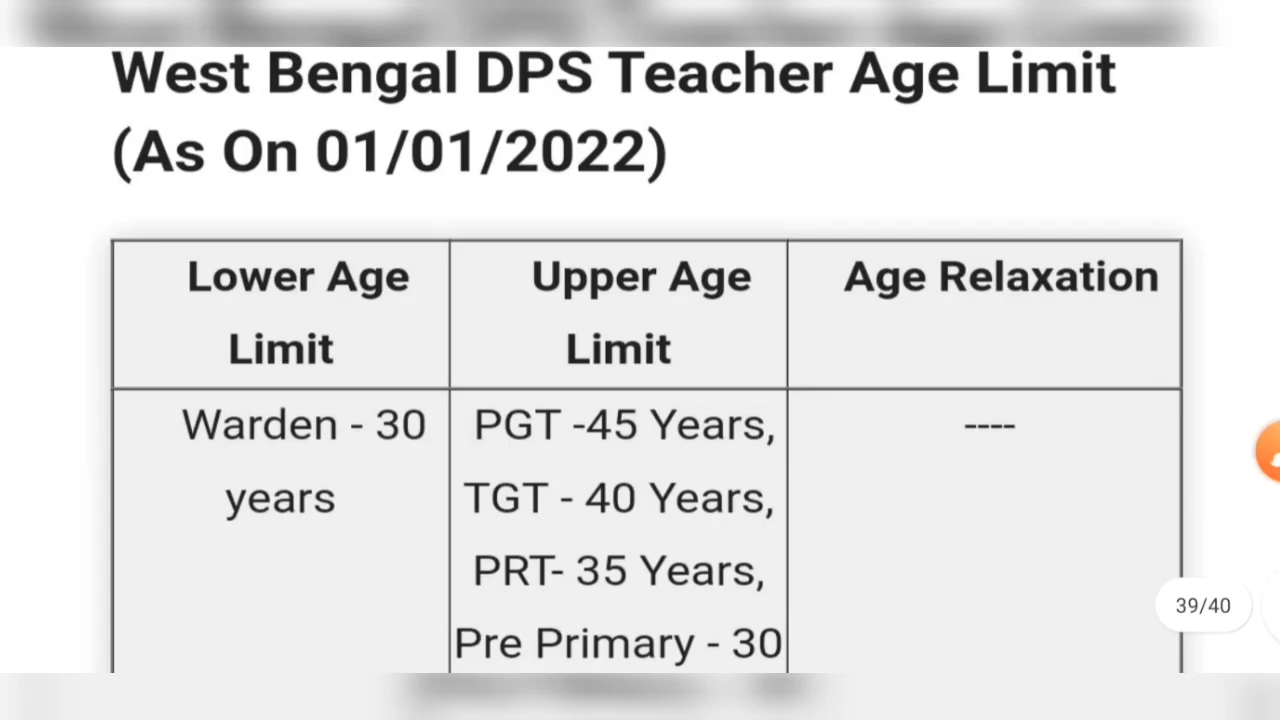 West Bengal DPS Teacher Age Limit
(As On 01/01/2022)
Lower Age
Limit
Upper Age
Limit
Age Relaxation
Warden - 30
years
PGT -45 Years,
TGT - 40 Years,
PRT- 35 Years,
Pre Primary - 30
----
39/40